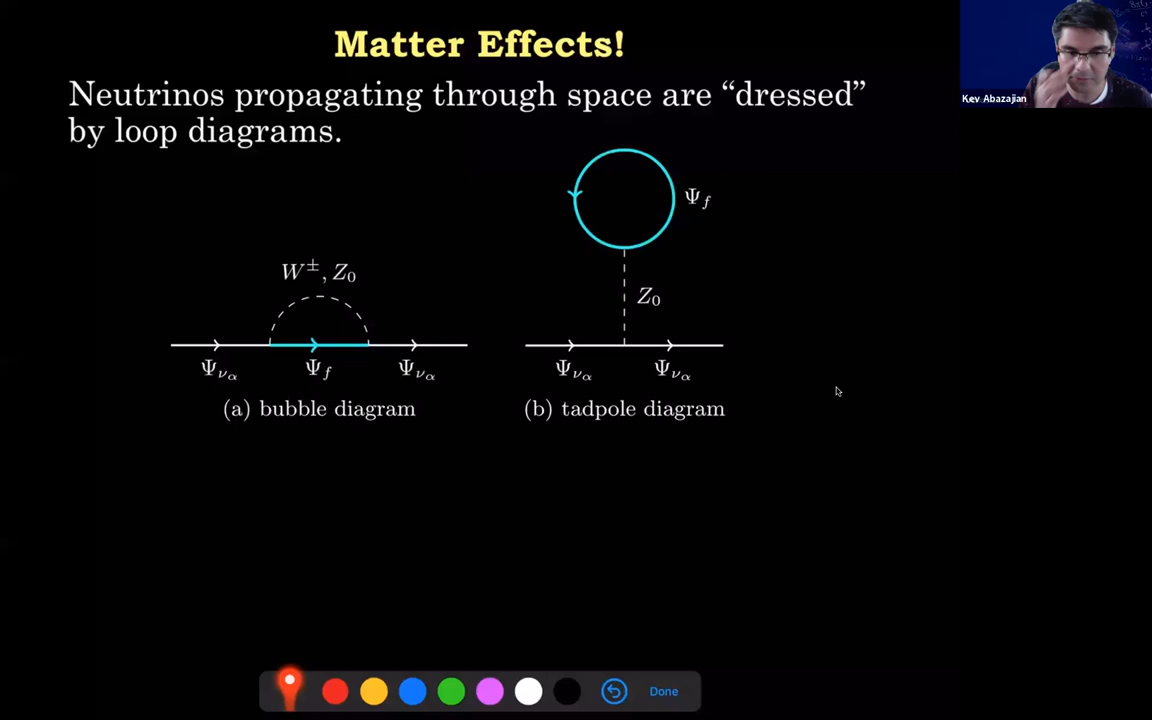 Matter Effects!
Kev Abazajian
Neutrinos propagating through space are “dressed”
by loop diagrams.
Ψ_f
W^±, Z_0
Z_0
Ψ_{ν_α} Ψ_f Ψ_{ν_α}
Ψ_{ν_α} Ψ_{ν_α}
(a) bubble diagram
(b) tadpole diagram
Done